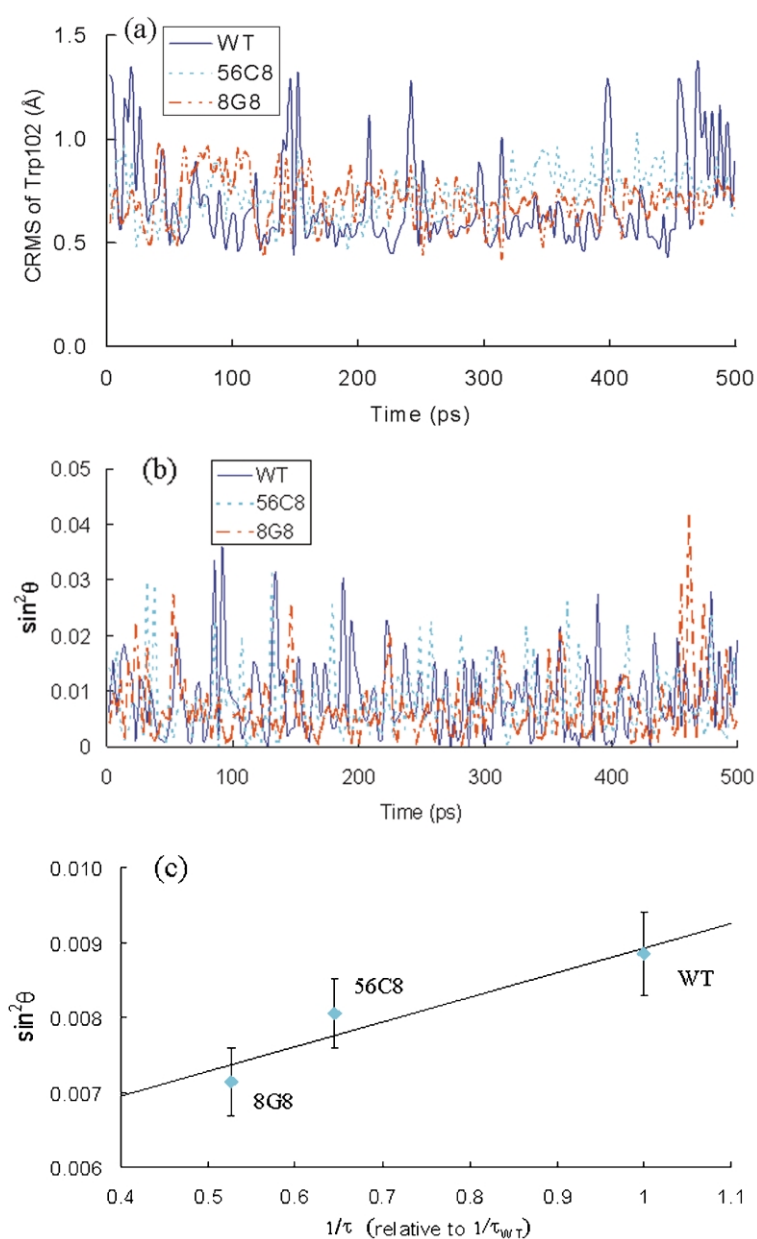 (a)
WT
56C8
8G8
CRMS of Trp102 (Å)
1.5
1.0
0.5
0.0
0 100 200 300 400 500
Time (ps)
(b)
WT
56C8
8G8
sin²θ
0.05
0.04
0.03
0.02
0.01
0
0 100 200 300 400 500
Time (ps)
(c)
sin²θ
0.010
0.009
0.008
0.007
0.006
56C8
WT
8G8
0.4 0.5 0.6 0.7 0.8 0.9 1 1.1
1/τ (relative to 1/τWT)